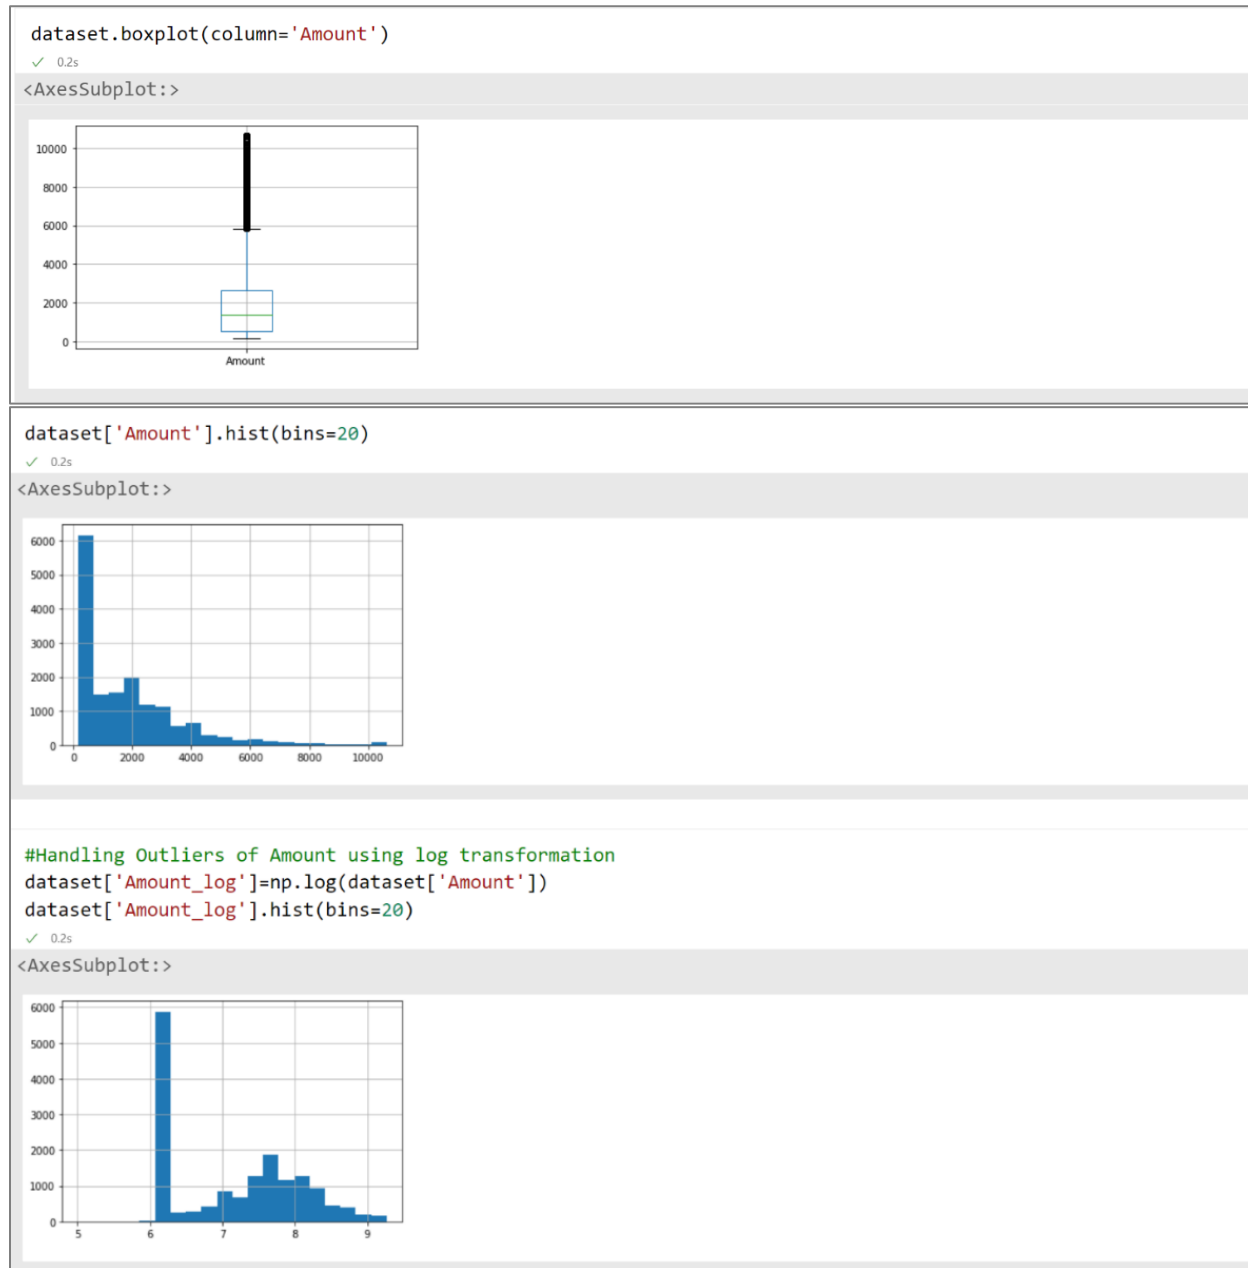 dataset.boxplot(column='Amount')
✓ 0.2s
<AxesSubplot:>
10000
8000
6000
4000
2000
0
Amount
dataset['Amount'].hist(bins=20)
✓ 0.2s
<AxesSubplot:>
6000
5000
4000
3000
2000
1000
0
0 2000 4000 6000 8000 10000
#Handling Outliers of Amount using log transformation
dataset['Amount_log']=np.log(dataset['Amount'])
dataset['Amount_log'].hist(bins=20)
✓ 0.2s
<AxesSubplot:>
6000
5000
4000
3000
2000
1000
0
5 6 7 8 9